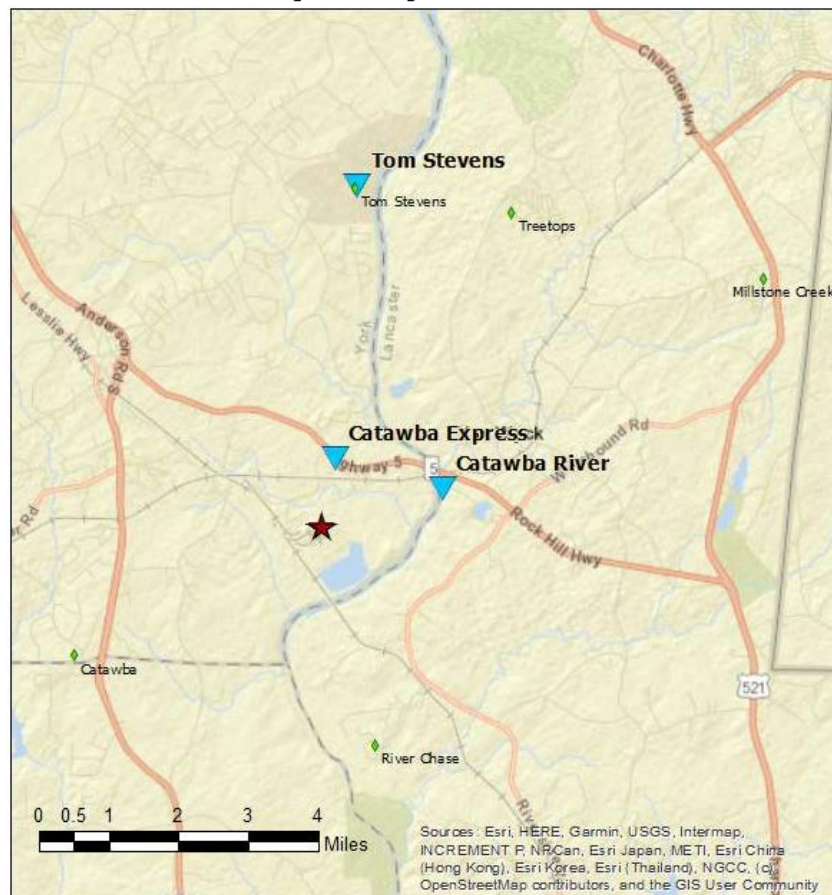 Charlotte Hwy
Tom Stevens
Tom Stevens
Treetops
Millstone Creek
Lesslie Hwy
Anderson Rd S
York
Lancaster
Catawba Express
Highway 5
5
Catawba River
Rock Hill Hwy
Catawba
521
River Chase
0 0.5 1 2 3 4
Miles
Sources: Esri, HERE, Garmin, USGS, Intermap,
INCREMENT P, NRCan, Esri Japan, METI, Esri China
(Hong Kong), Esri Korea, Esri (Thailand), NGCC, (c)
OpenStreetMap contributors, and the GIS User Community